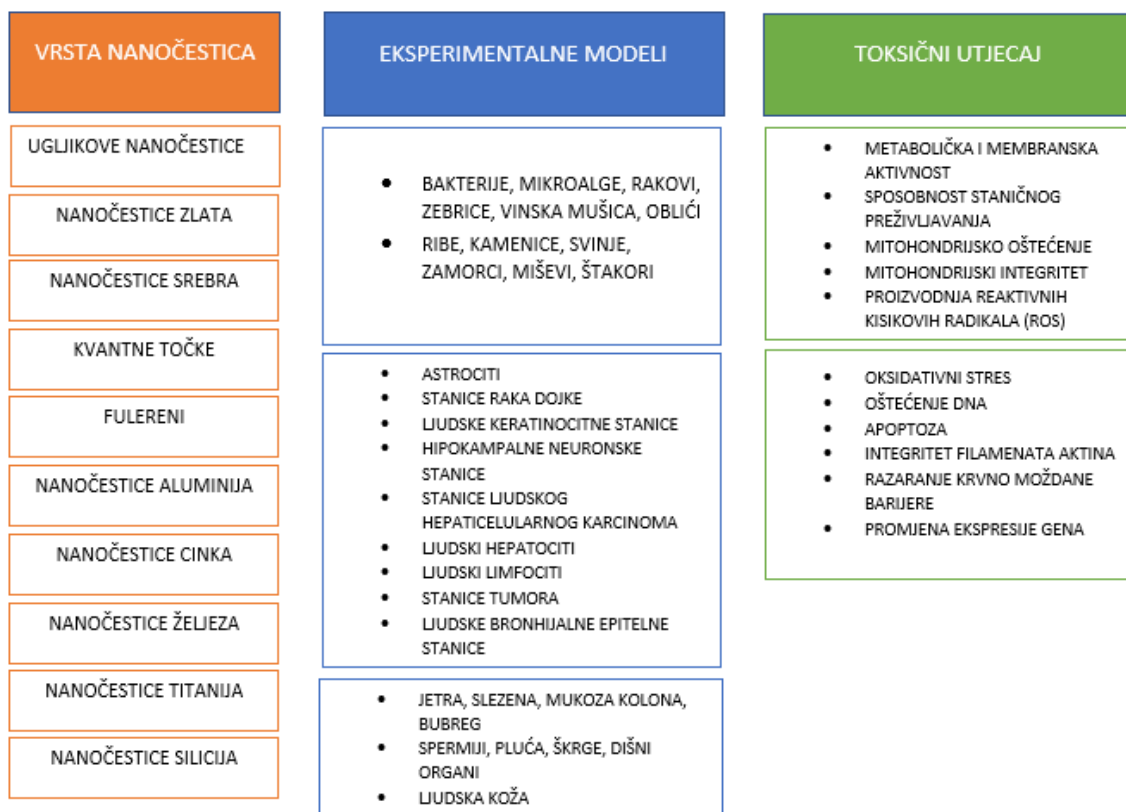 VRSTA NANOČESTICA
UGLJIKOVE NANOČESTICE
NANOČESTICE ZLATA
NANOČESTICE SREBRA
KVANTNE TOČKE
FULERENI
NANOČESTICE ALUMINIJA
NANOČESTICE CINKA
NANOČESTICE ŽELJEZA
NANOČESTICE TITANIJA
NANOČESTICE SILICIJA
EKSPERIMENTALNE MODELI
• BAKTERIJE, MIKROALGE, RAKOVI,
ZEBRICE, VINSKA MUŠICA, OBLIĆI
• RIBE, KAMENICE, SVINJE,
ZAMORCI, MIŠEVI, ŠTAKORI
• ASTROCITI
• STANICE RAKA DOJKE
• LJUDSKE KERATINOCITNE STANICE
• HIPOKAMPALNE NEURONSKE
STANICE
• STANICE LJUDSKOG
HEPATICELULARNOG KARCINOMA
• LJUDSKI HEPATOCITI
• LJUDSKI LIMFOCITI
• STANICE TUMORA
• LJUDSKE BRONHIJALNE EPITELNE
STANICE
• JETRA, SLEZENA, MUKOZA KOLONA,
BUBREG
• SPERMIJI, PLUĆA, ŠKRGE, DIŠNI
ORGANI
• LJUDSKA KOŽA
TOKSIČNI UTJECAJ
• METABOLIČKA I MEMBRANSKA
AKTIVNOST
• SPOSOBNOST STANIČNOG
PREŽIVLJAVANJA
• MITOHONDRIJSKO OŠTEĆENJE
• MITOHONDRIJSKI INTEGRITET
• PROIZVODNJA REAKTIVNIH
KISIKOVIH RADIKALA (ROS)
• OKSIDATIVNI STRES
• OŠTEĆENJE DNA
• APOPTOZA
• INTEGRITET FILAMENATA AKTINA
• RAZARANJE KRVNO MOŽDANE
BARIJERE
• PROMJENA EKSPRESIJE GENA